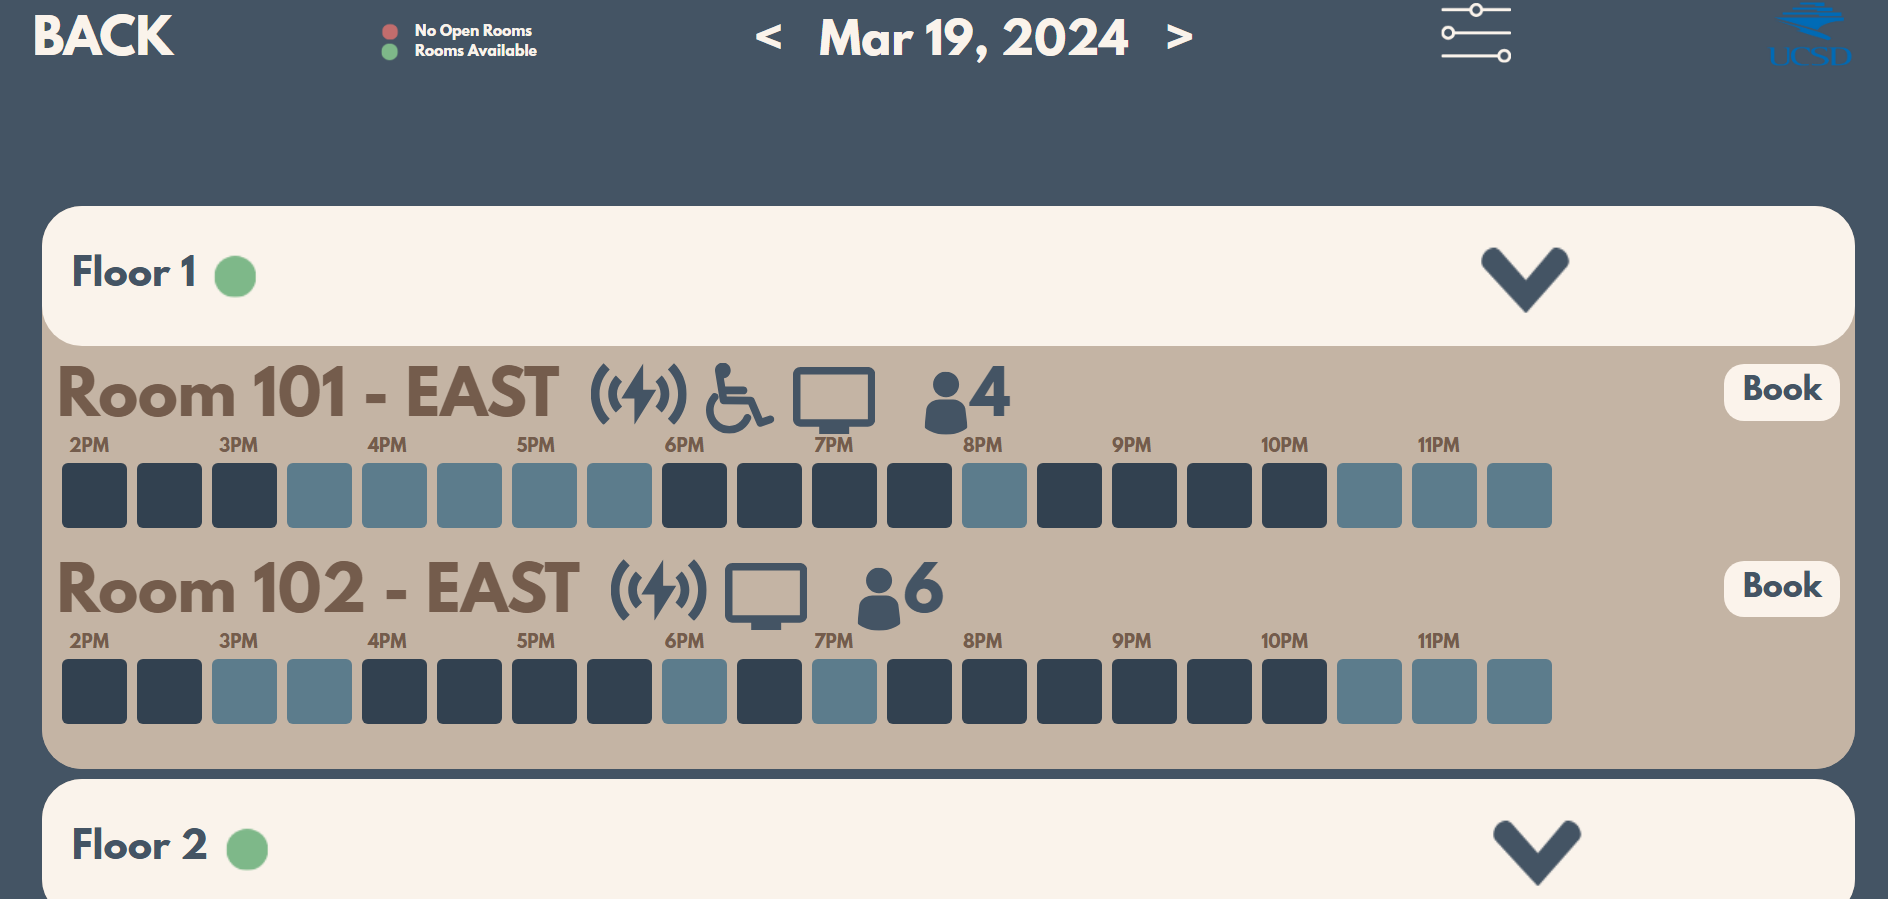 BACK
No Open Rooms
Rooms Available
< Mar 19, 2024 >
UCSD
Floor 1
Room 101 - EAST 4
Book
2PM 3PM 4PM 5PM 6PM 7PM 8PM 9PM 10PM 11PM
Room 102 - EAST 6
Book
2PM 3PM 4PM 5PM 6PM 7PM 8PM 9PM 10PM 11PM
Floor 2